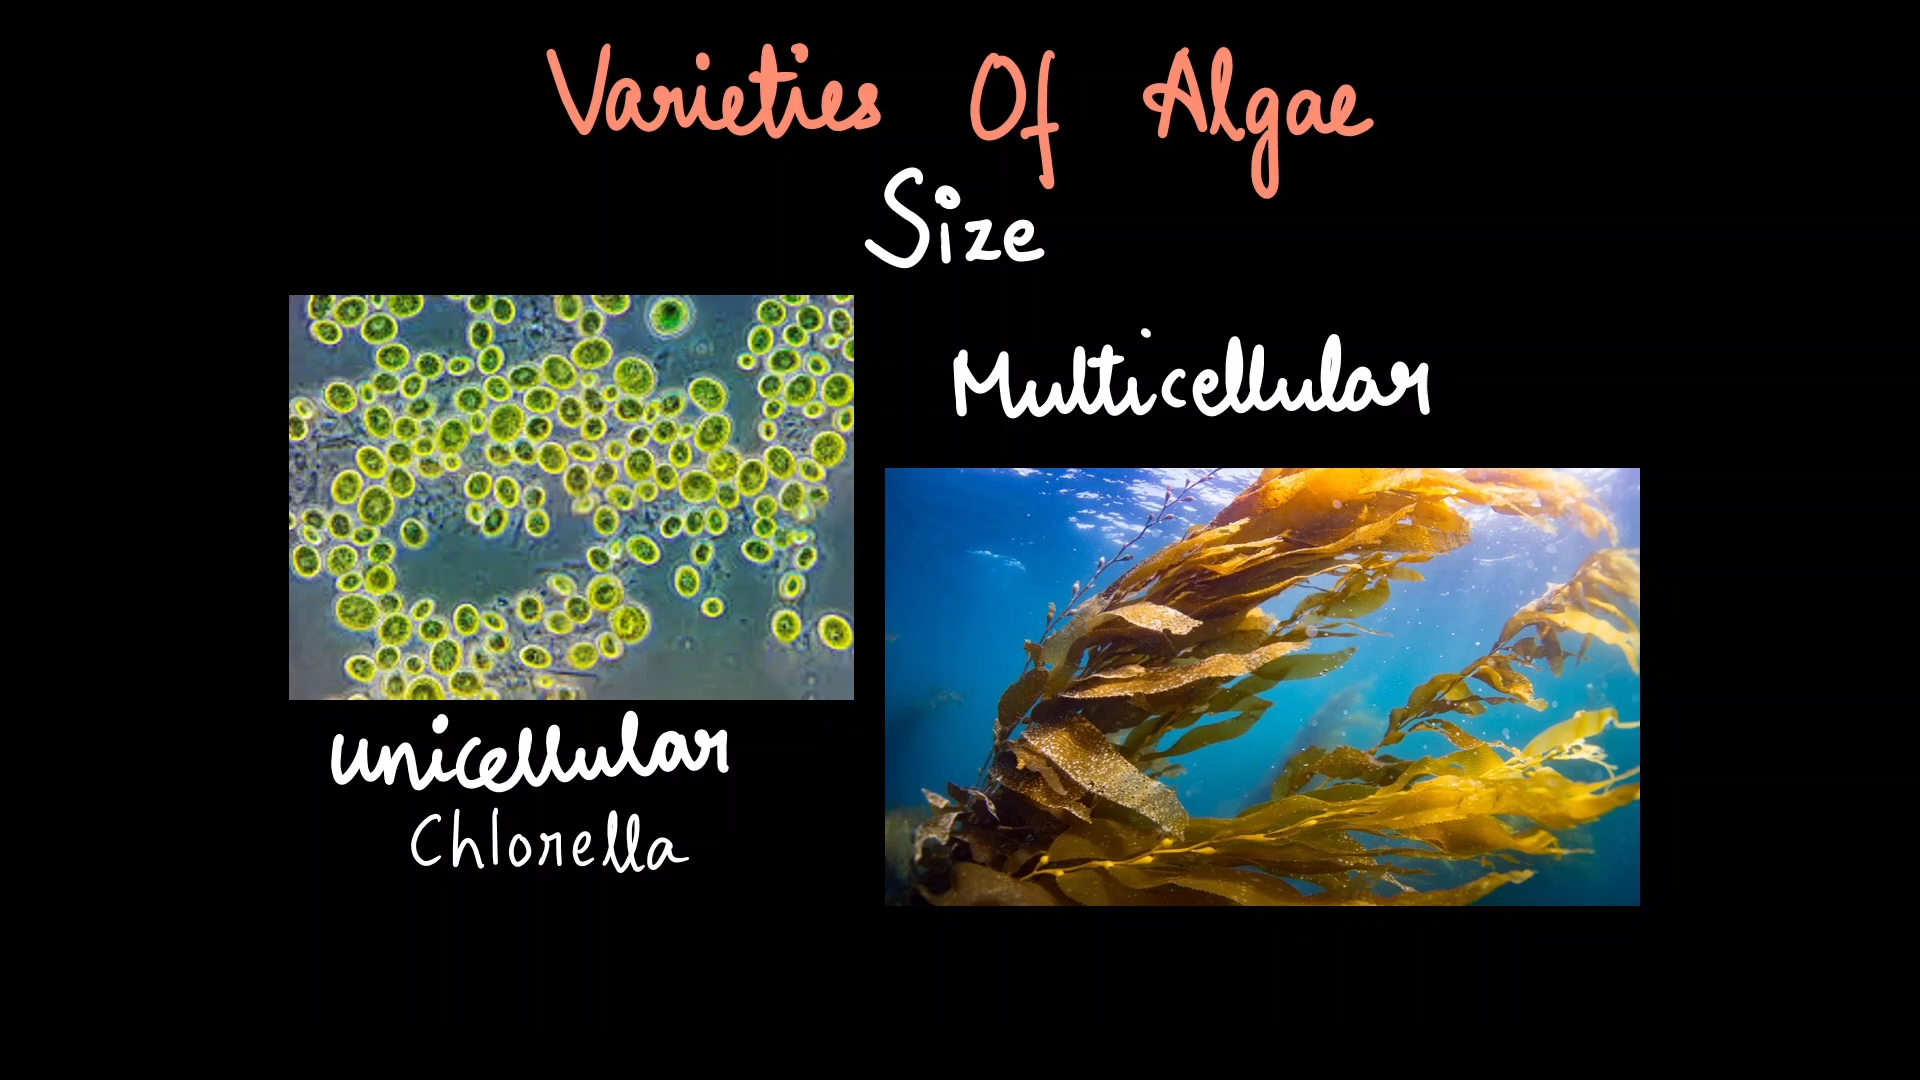 Varieties Of Algae
Size
Multicellular
unicellular
Chlorella